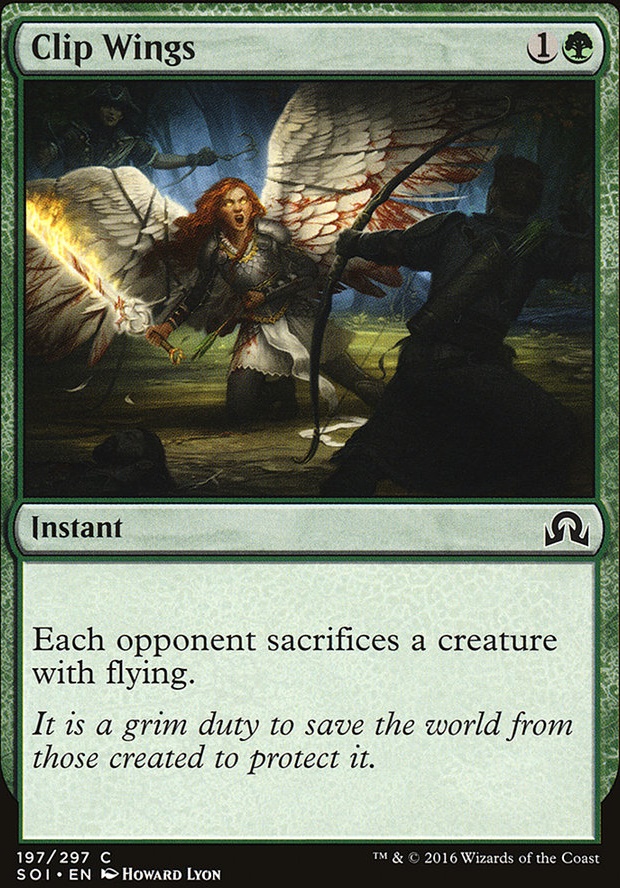 Clip Wings 1
Instant
Each opponent sacrifices a creature
with flying.
It is a grim duty to save the world from
those created to protect it.
197/297 C
SOI • EN Howard Lyon
™ & © 2016 Wizards of the Coast